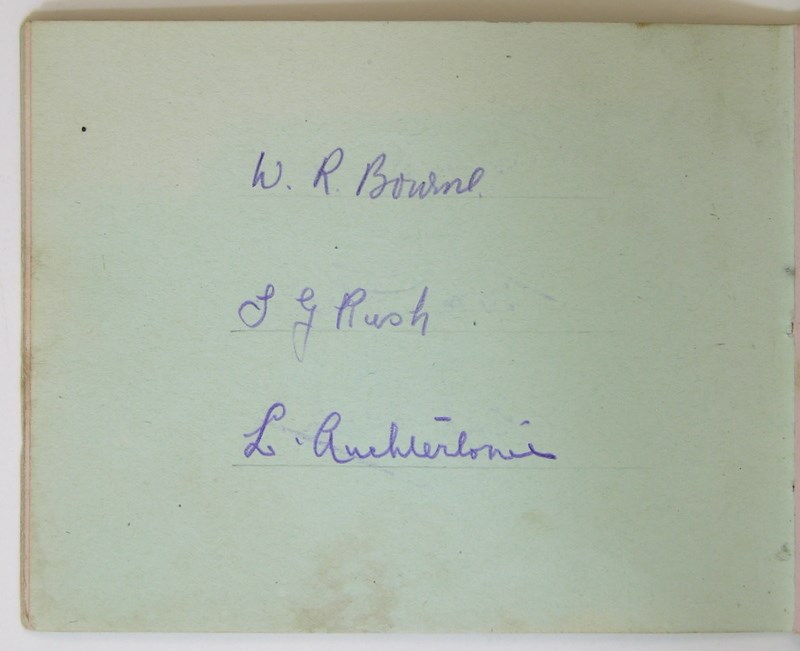 W. R. Bourne.
T G Rush.
L. Auchterlonie